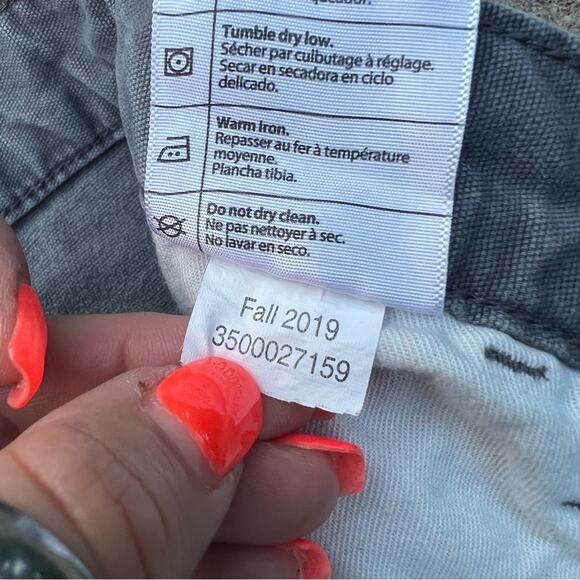 Tumble dry low.
Sécher par culbutage à réglage.
Secar en secadora en ciclo
delicado.
Warm Iron.
Repasser au fer à température
moyenne.
Plancha tibia.
Do not dry clean.
Ne pas nettoyer à sec.
No lavar en seco.
Fall 2019
3500027159